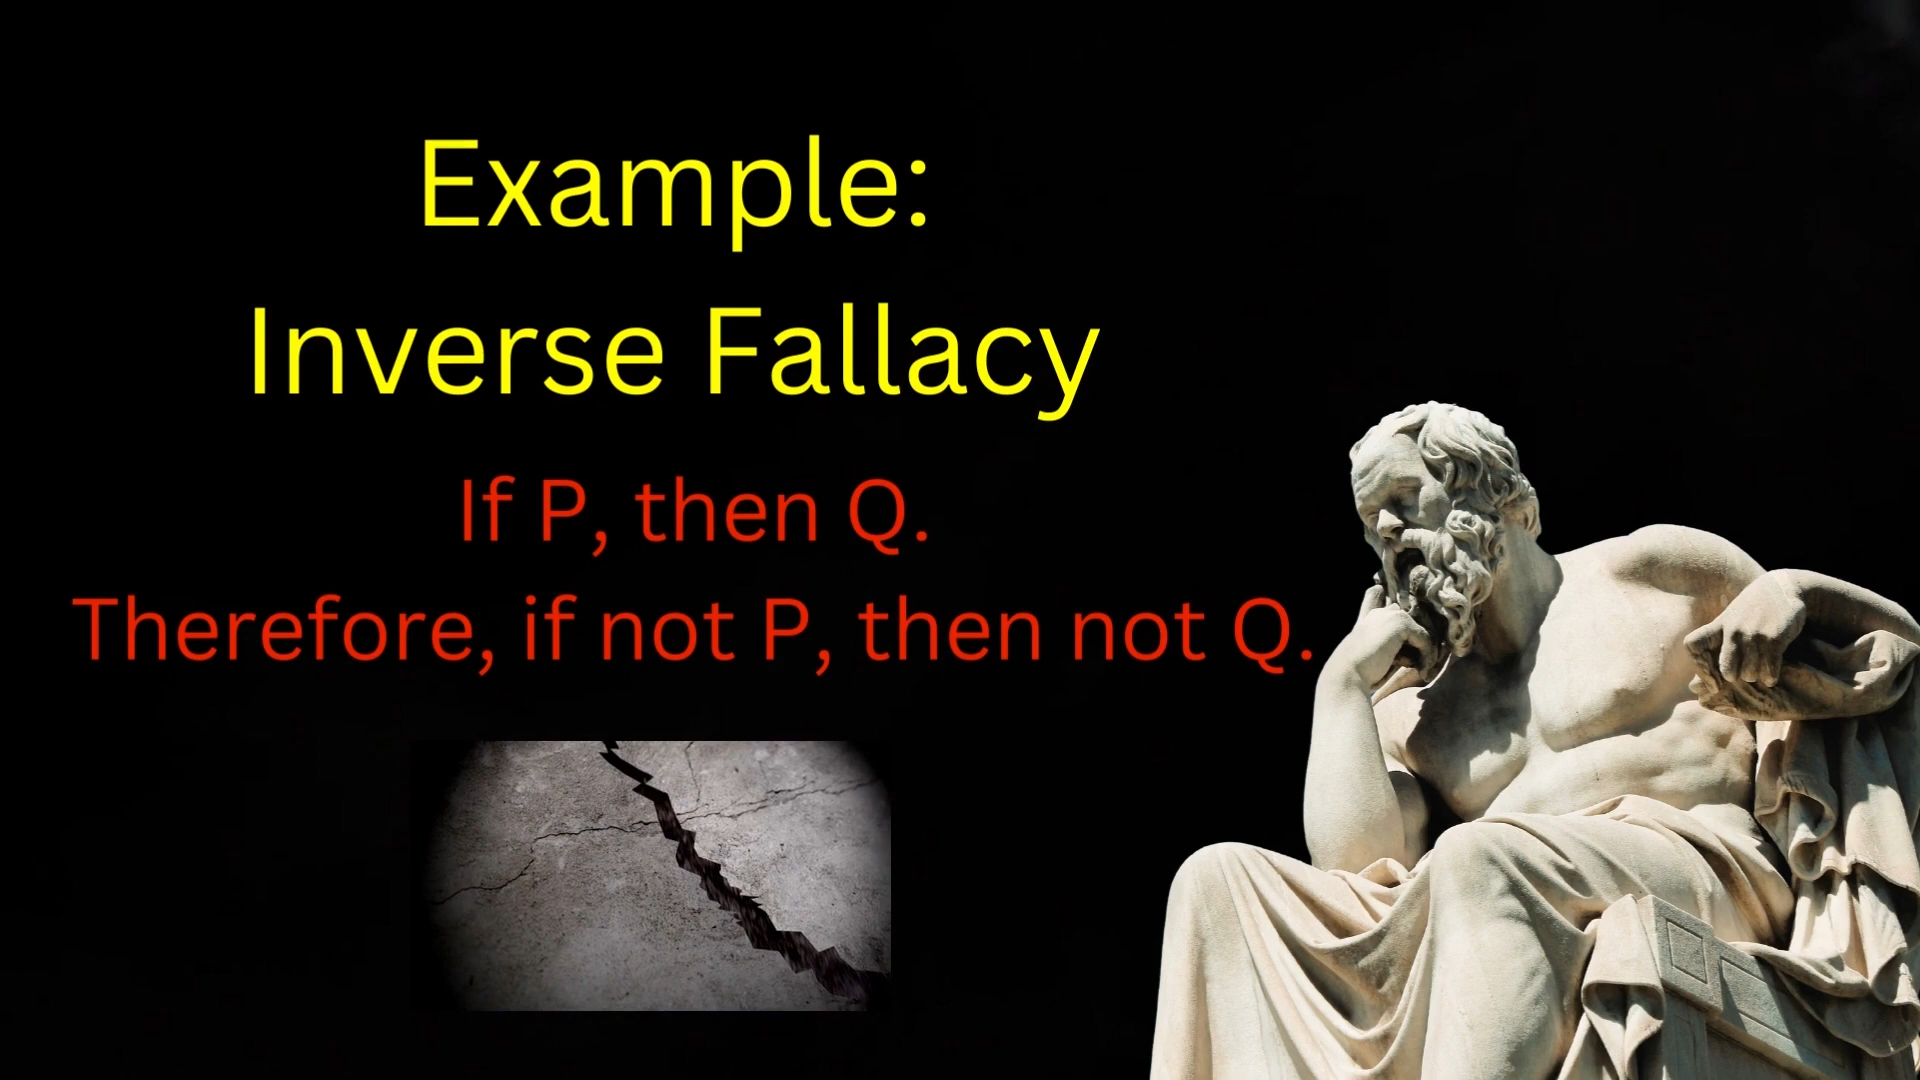 Example:
Inverse Fallacy
If P, then Q.
Therefore, if not P, then not Q.